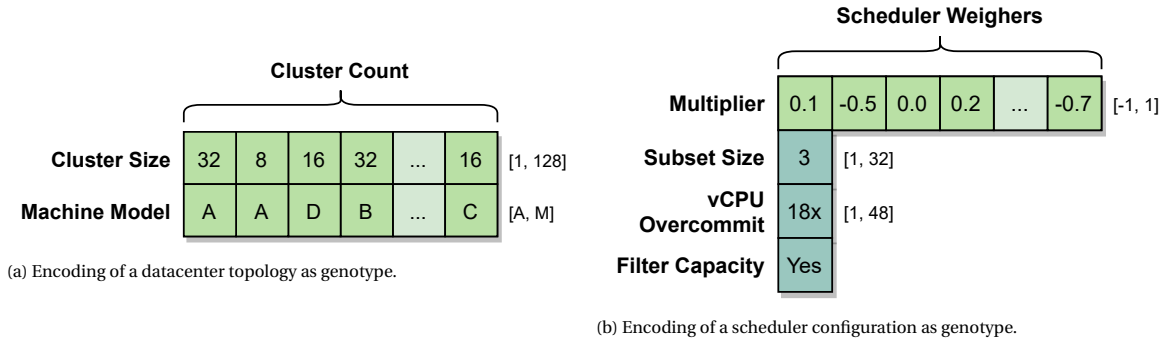 Cluster Count
Cluster Size 32 8 16 32 ... 16 [1, 128]
Machine Model A A D B ... C [A, M]
(a) Encoding of a datacenter topology as genotype.
Scheduler Weighers
Multiplier 0.1 -0.5 0.0 0.2 ... -0.7 [-1, 1]
Subset Size 3 [1, 32]
vCPU
Overcommit 18x [1, 48]
Filter Capacity Yes
(b) Encoding of a scheduler configuration as genotype.